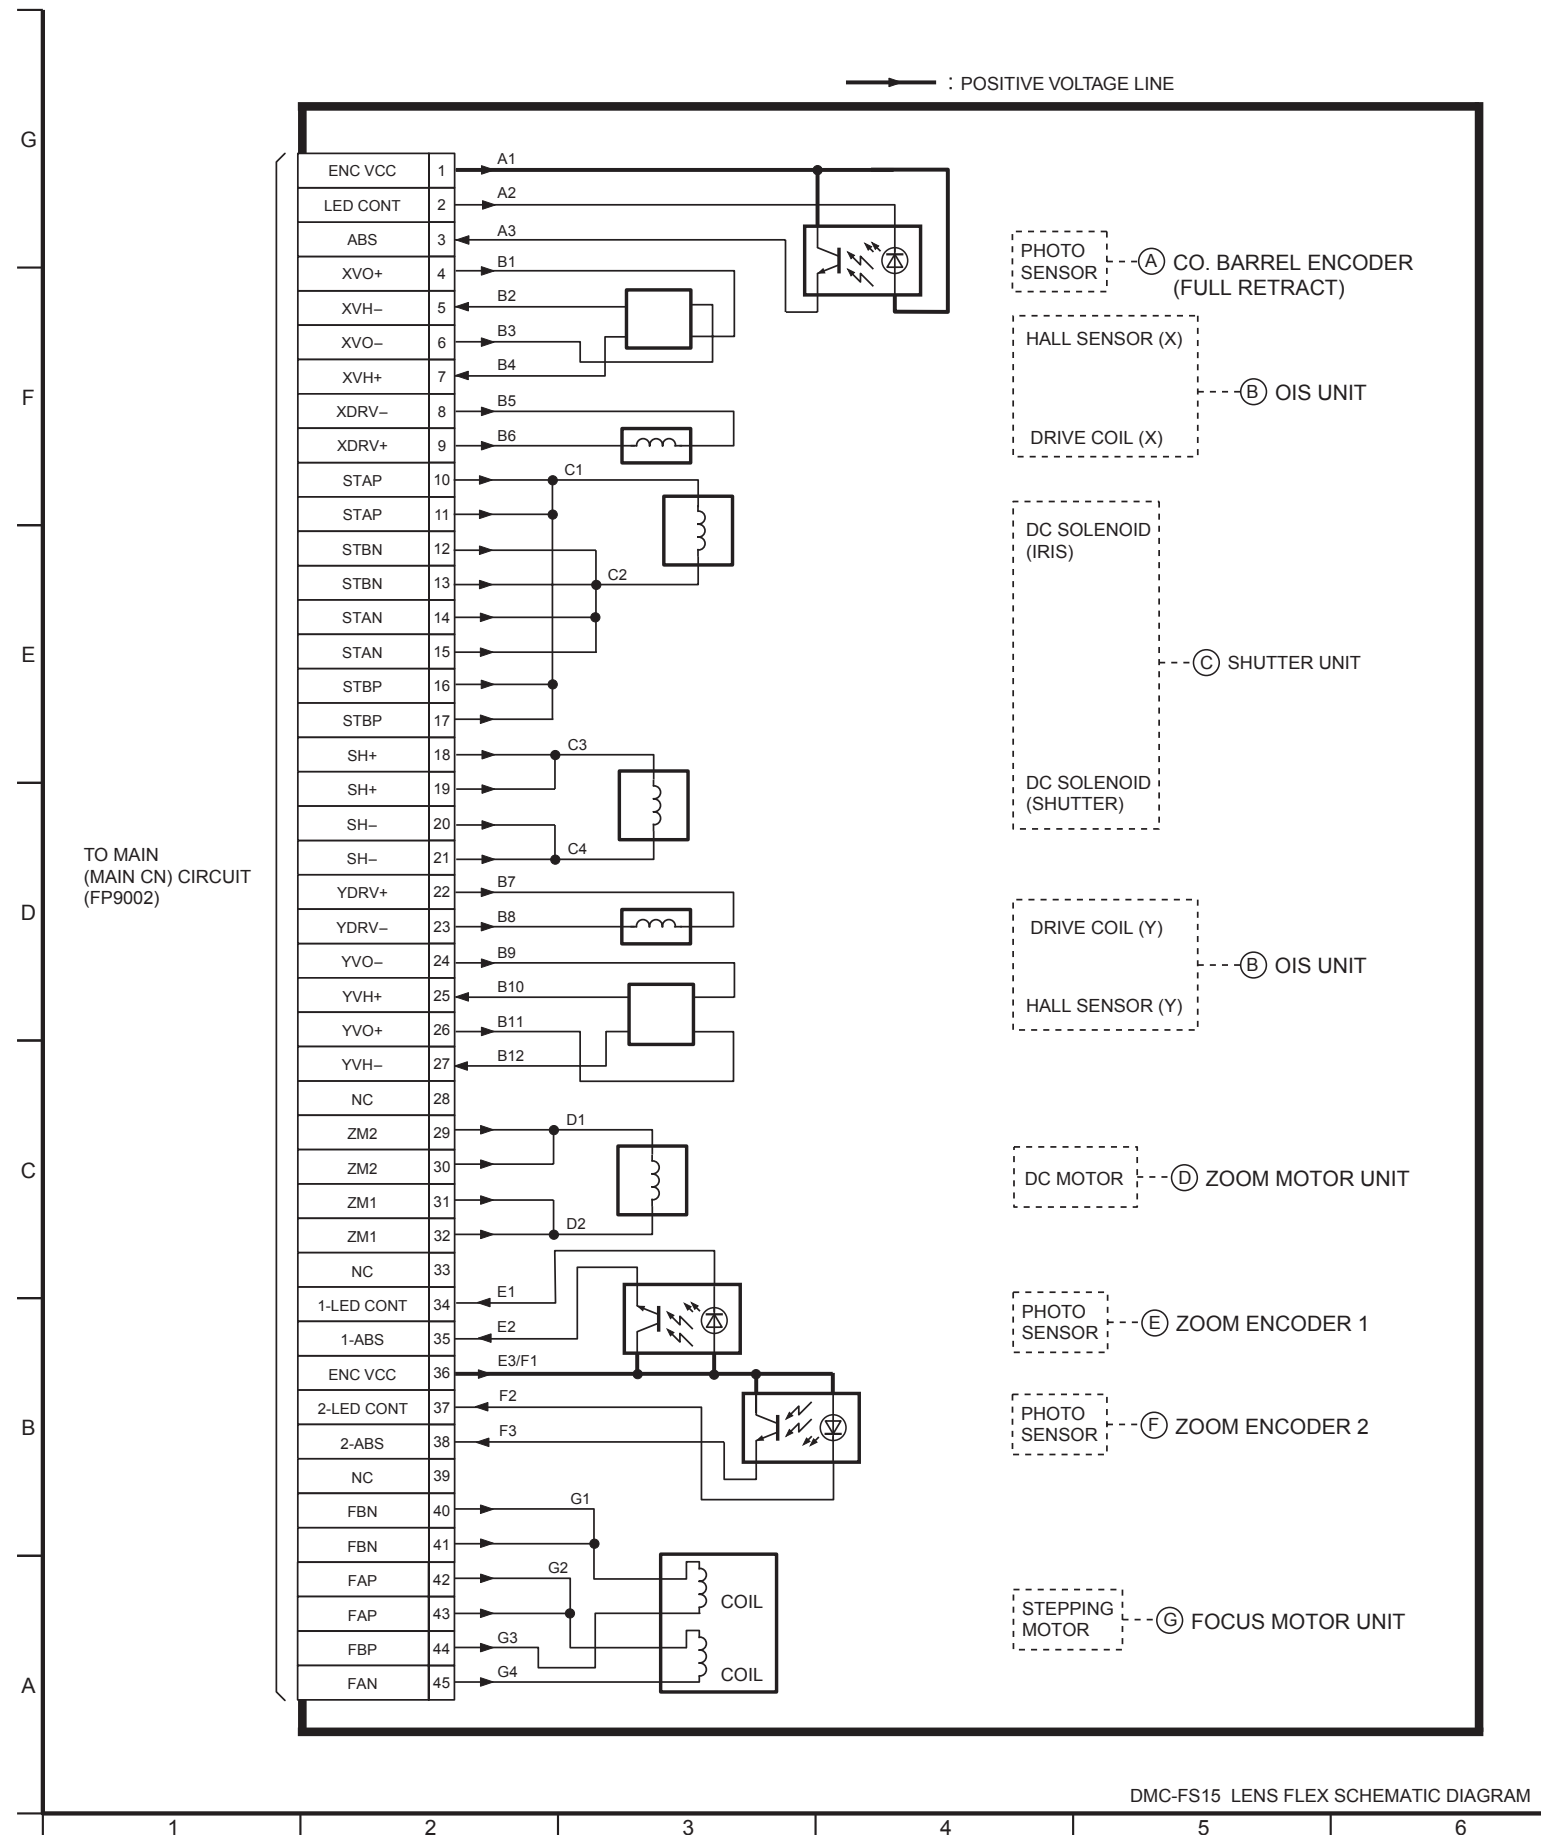 : POSITIVE VOLTAGE LINE
G
F
E
D
C
B
A
TO MAIN
(MAIN CN) CIRCUIT
(FP9002)
ENC VCC 1 A1
LED CONT 2 A2
ABS 3 A3
XVO+ 4 B1
XVH– 5 B2
XVO– 6 B3
XVH+ 7 B4
XDRV– 8 B5
XDRV+ 9 B6
STAP 10 C1
STAP 11
STBN 12
STBN 13 C2
STAN 14
STAN 15
STBP 16
STBP 17
SH+ 18 C3
SH+ 19
SH– 20
SH– 21 C4
YDRV+ 22 B7
YDRV– 23 B8
YVO– 24 B9
YVH+ 25 B10
YVO+ 26 B11
YVH– 27 B12
NC 28
ZM2 29 D1
ZM2 30
ZM1 31
ZM1 32 D2
NC 33
1-LED CONT 34 E1
1-ABS 35 E2
ENC VCC 36 E3/F1
2-LED CONT 37 F2
2-ABS 38 F3
NC 39
FBN 40 G1
FBN 41
FAP 42 G2
FAP 43
FBP 44 G3
FAN 45 G4
COIL
COIL
PHOTO
SENSOR
A CO. BARREL ENCODER
(FULL RETRACT)
HALL SENSOR (X)
B OIS UNIT
DRIVE COIL (X)
DC SOLENOID
(IRIS)
C SHUTTER UNIT
DC SOLENOID
(SHUTTER)
DRIVE COIL (Y)
B OIS UNIT
HALL SENSOR (Y)
DC MOTOR D ZOOM MOTOR UNIT
PHOTO
SENSOR
E ZOOM ENCODER 1
PHOTO
SENSOR
F ZOOM ENCODER 2
STEPPING
MOTOR
G FOCUS MOTOR UNIT
DMC-FS15 LENS FLEX SCHEMATIC DIAGRAM
1 2 3 4 5 6